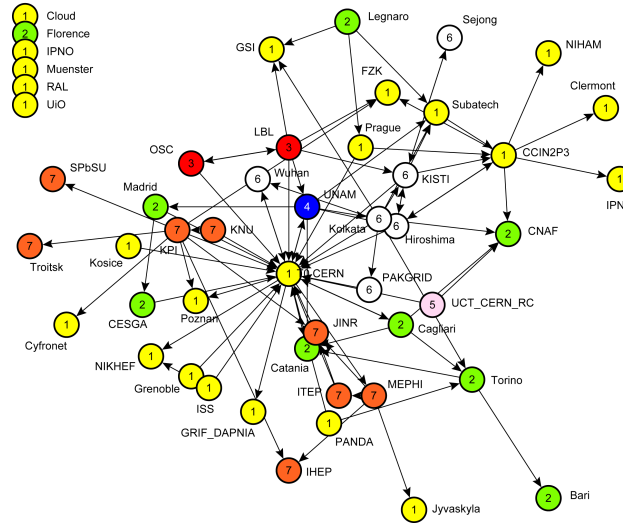 1 Cloud
2 Florence
1 IPNO
1 Muenster
1 RAL
1 UiO
Legnaro
2
Sejong
6
GSI
1
NIHAM
1
FZK
1
Subatech
1
Clermont
1
LBL
3
Prague
1
CCIN2P3
1
OSC
3
Wuhan
6
KISTI
6
SPbSU
7
IPN
1
Madrid
2
UNAM
4
Kolkata
6
Hiroshima
6
CNAF
2
KNU
7
KPI
7
Troitsk
7
Kosice
1
CERN
1
PAKGRID
6
UCT_CERN_RC
5
CESGA
2
Poznan
1
Cyfronet
1
JINR
7
Cagliari
2
Catania
2
NIKHEF
1
Grenoble
1
ISS
1
ITEP
7
MEPHI
7
Torino
2
GRIF_DAPNIA
1
PANDA
1
IHEP
7
Jyvaskyla
1
Bari
2